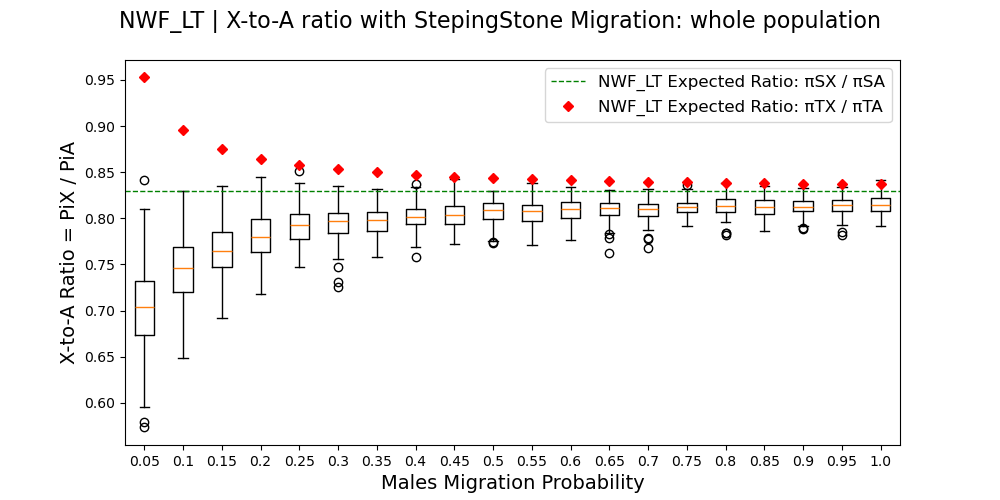 NWF_LT | X-to-A ratio with StepingStone Migration: whole population
X-to-A Ratio = PiX / PiA
0.95
0.90
0.85
0.80
0.75
0.70
0.65
0.60
NWF_LT Expected Ratio: πSX / πSA
NWF_LT Expected Ratio: πTX / πTA
0.05 0.1 0.15 0.2 0.25 0.3 0.35 0.4 0.45 0.5 0.55 0.6 0.65 0.7 0.75 0.8 0.85 0.9 0.95 1.0
Males Migration Probability